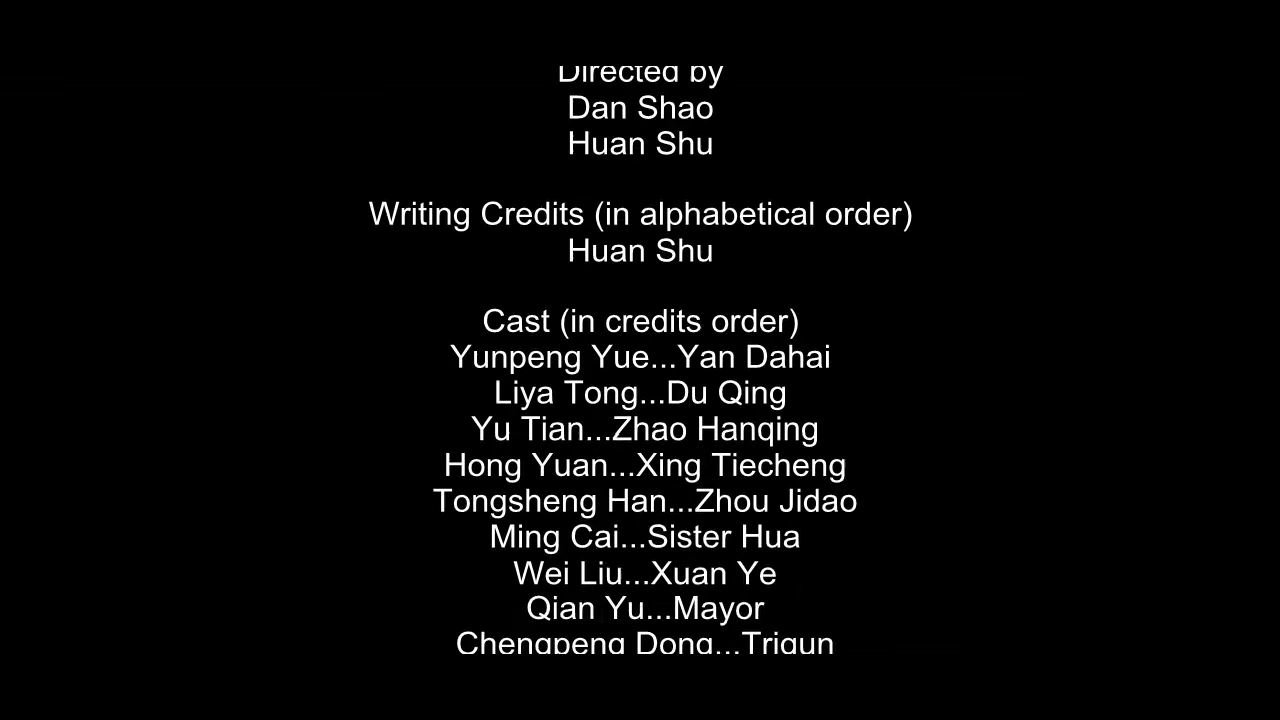 Directed by
Dan Shao
Huan Shu
Writing Credits (in alphabetical order)
Huan Shu
Cast (in credits order)
Yunpeng Yue...Yan Dahai
Liya Tong...Du Qing
Yu Tian...Zhao Hanqing
Hong Yuan...Xing Tiecheng
Tongsheng Han...Zhou Jidao
Ming Cai...Sister Hua
Wei Liu...Xuan Ye
Qian Yu...Mayor
Chengpeng Dong...Trigun